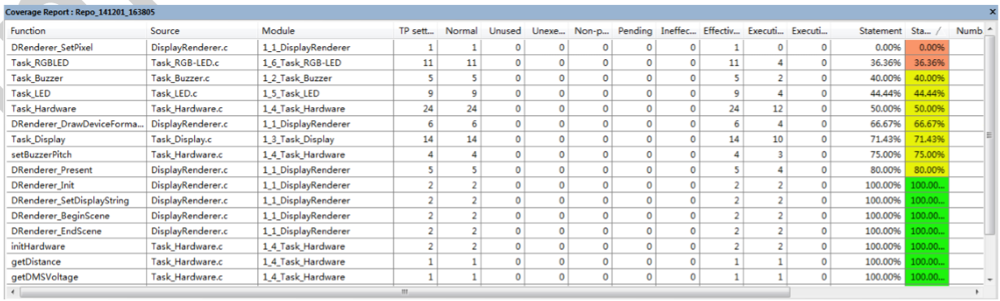 Coverage Report : Repo_141201_163805
Function Source Module TP sett... Normal Unused Unexe... Non-p... Pending Ineffec... Effectiv... Executi... Executi... Statement Sta... Numb
DRenderer_SetPixel DisplayRenderer.c 1_1_DisplayRenderer 1 1 0 0 0 0 0 1 0 0 0.00% 0.00%
Task_RGBLED Task_RGB-LED.c 1_6_Task_RGB-LED 11 11 0 0 0 0 0 11 4 0 36.36% 36.36%
Task_Buzzer Task_Buzzer.c 1_2_Task_Buzzer 5 5 0 0 0 0 0 5 2 0 40.00% 40.00%
Task_LED Task_LED.c 1_5_Task_LED 9 9 0 0 0 0 0 9 4 0 44.44% 44.44%
Task_Hardware Task_Hardware.c 1_4_Task_Hardware 24 24 0 0 0 0 0 24 12 0 50.00% 50.00%
DRenderer_DrawDeviceForma... DisplayRenderer.c 1_1_DisplayRenderer 6 6 0 0 0 0 0 6 4 0 66.67% 66.67%
Task_Display Task_Display.c 1_3_Task_Display 14 14 0 0 0 0 0 14 10 0 71.43% 71.43%
setBuzzerPitch Task_Hardware.c 1_4_Task_Hardware 4 4 0 0 0 0 0 4 3 0 75.00% 75.00%
DRenderer_Present DisplayRenderer.c 1_1_DisplayRenderer 5 5 0 0 0 0 0 5 4 0 80.00% 80.00%
DRenderer_Init DisplayRenderer.c 1_1_DisplayRenderer 2 2 0 0 0 0 0 2 2 0 100.00% 100.00...
DRenderer_SetDisplayString DisplayRenderer.c 1_1_DisplayRenderer 2 2 0 0 0 0 0 2 2 0 100.00% 100.00...
DRenderer_BeginScene DisplayRenderer.c 1_1_DisplayRenderer 2 2 0 0 0 0 0 2 2 0 100.00% 100.00...
DRenderer_EndScene DisplayRenderer.c 1_1_DisplayRenderer 2 2 0 0 0 0 0 2 2 0 100.00% 100.00...
initHardware Task_Hardware.c 1_4_Task_Hardware 2 2 0 0 0 0 0 2 2 0 100.00% 100.00...
getDistance Task_Hardware.c 1_4_Task_Hardware 1 1 0 0 0 0 0 1 1 0 100.00% 100.00...
getDMSVoltage Task_Hardware.c 1_4_Task_Hardware 1 1 0 0 0 0 0 1 1 0 100.00% 100.00...